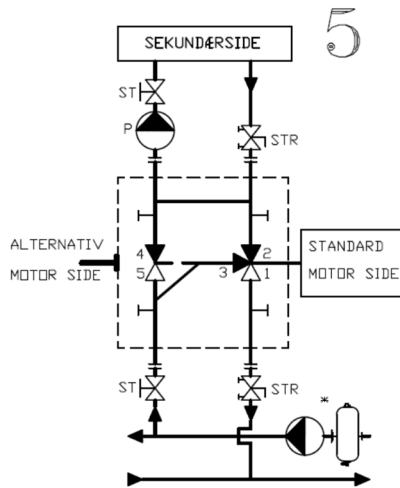 5
SEKUNDÆRSIDE
ST
P
STR
ALTERNATIV
MOTOR SIDE
4
5
3
2
1
STANDARD
MOTOR SIDE
ST
STR
*